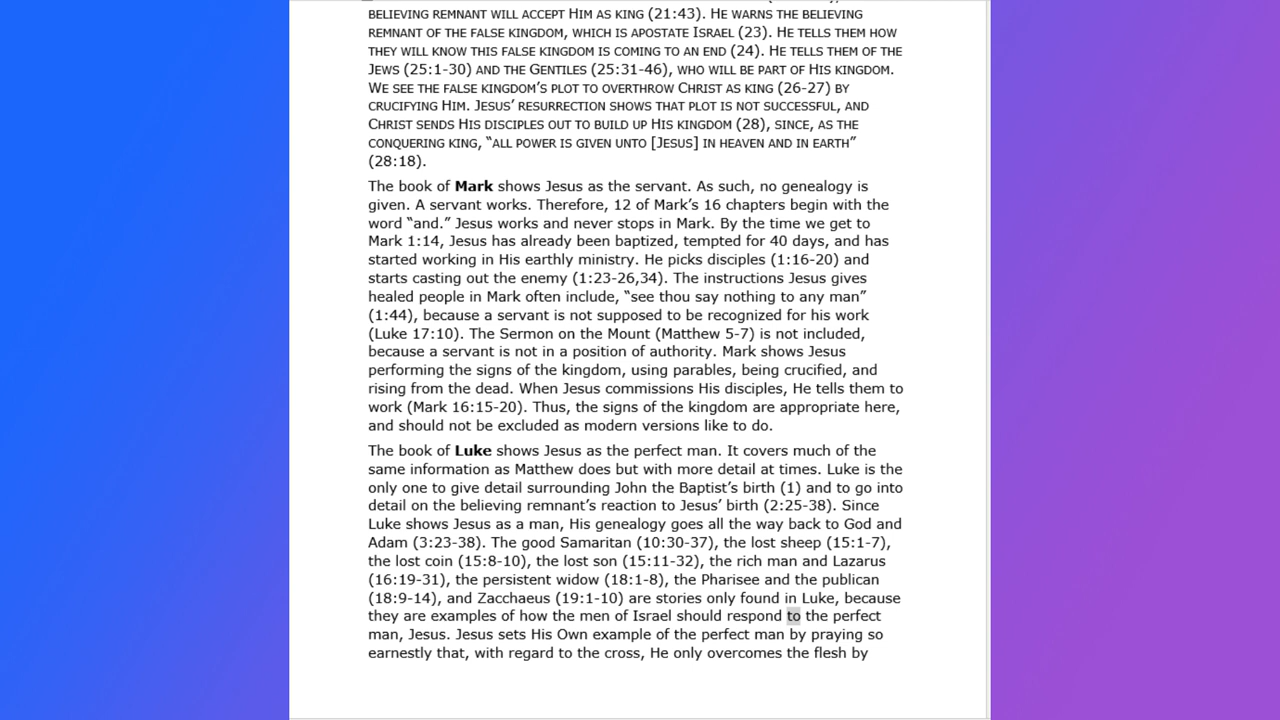 BELIEVING REMNANT WILL ACCEPT HIM AS KING (21:43). HE WARNS THE BELIEVING
REMNANT OF THE FALSE KINGDOM, WHICH IS APOSTATE ISRAEL (23). HE TELLS THEM HOW
THEY WILL KNOW THIS FALSE KINGDOM IS COMING TO AN END (24). HE TELLS THEM OF THE
JEWS (25:1-30) AND THE GENTILES (25:31-46), WHO WILL BE PART OF HIS KINGDOM.
WE SEE THE FALSE KINGDOM’S PLOT TO OVERTHROW CHRIST AS KING (26-27) BY
CRUCIFYING HIM. JESUS’ RESURRECTION SHOWS THAT PLOT IS NOT SUCCESSFUL, AND
CHRIST SENDS HIS DISCIPLES OUT TO BUILD UP HIS KINGDOM (28), SINCE, AS THE
CONQUERING KING, “ALL POWER IS GIVEN UNTO [JESUS] IN HEAVEN AND IN EARTH”
(28:18).
The book of Mark shows Jesus as the servant. As such, no genealogy is
given. A servant works. Therefore, 12 of Mark’s 16 chapters begin with the
word “and.” Jesus works and never stops in Mark. By the time we get to
Mark 1:14, Jesus has already been baptized, tempted for 40 days, and has
started working in His earthly ministry. He picks disciples (1:16-20) and
starts casting out the enemy (1:23-26,34). The instructions Jesus gives
healed people in Mark often include, “see thou say nothing to any man”
(1:44), because a servant is not supposed to be recognized for his work
(Luke 17:10). The Sermon on the Mount (Matthew 5-7) is not included,
because a servant is not in a position of authority. Mark shows Jesus
performing the signs of the kingdom, using parables, being crucified, and
rising from the dead. When Jesus commissions His disciples, He tells them to
work (Mark 16:15-20). Thus, the signs of the kingdom are appropriate here,
and should not be excluded as modern versions like to do.
The book of Luke shows Jesus as the perfect man. It covers much of the
same information as Matthew does but with more detail at times. Luke is the
only one to give detail surrounding John the Baptist’s birth (1) and to go into
detail on the believing remnant’s reaction to Jesus’ birth (2:25-38). Since
Luke shows Jesus as a man, His genealogy goes all the way back to God and
Adam (3:23-38). The good Samaritan (10:30-37), the lost sheep (15:1-7),
the lost coin (15:8-10), the lost son (15:11-32), the rich man and Lazarus
(16:19-31), the persistent widow (18:1-8), the Pharisee and the publican
(18:9-14), and Zacchaeus (19:1-10) are stories only found in Luke, because
they are examples of how the men of Israel should respond to the perfect
man, Jesus. Jesus sets His Own example of the perfect man by praying so
earnestly that, with regard to the cross, He only overcomes the flesh by